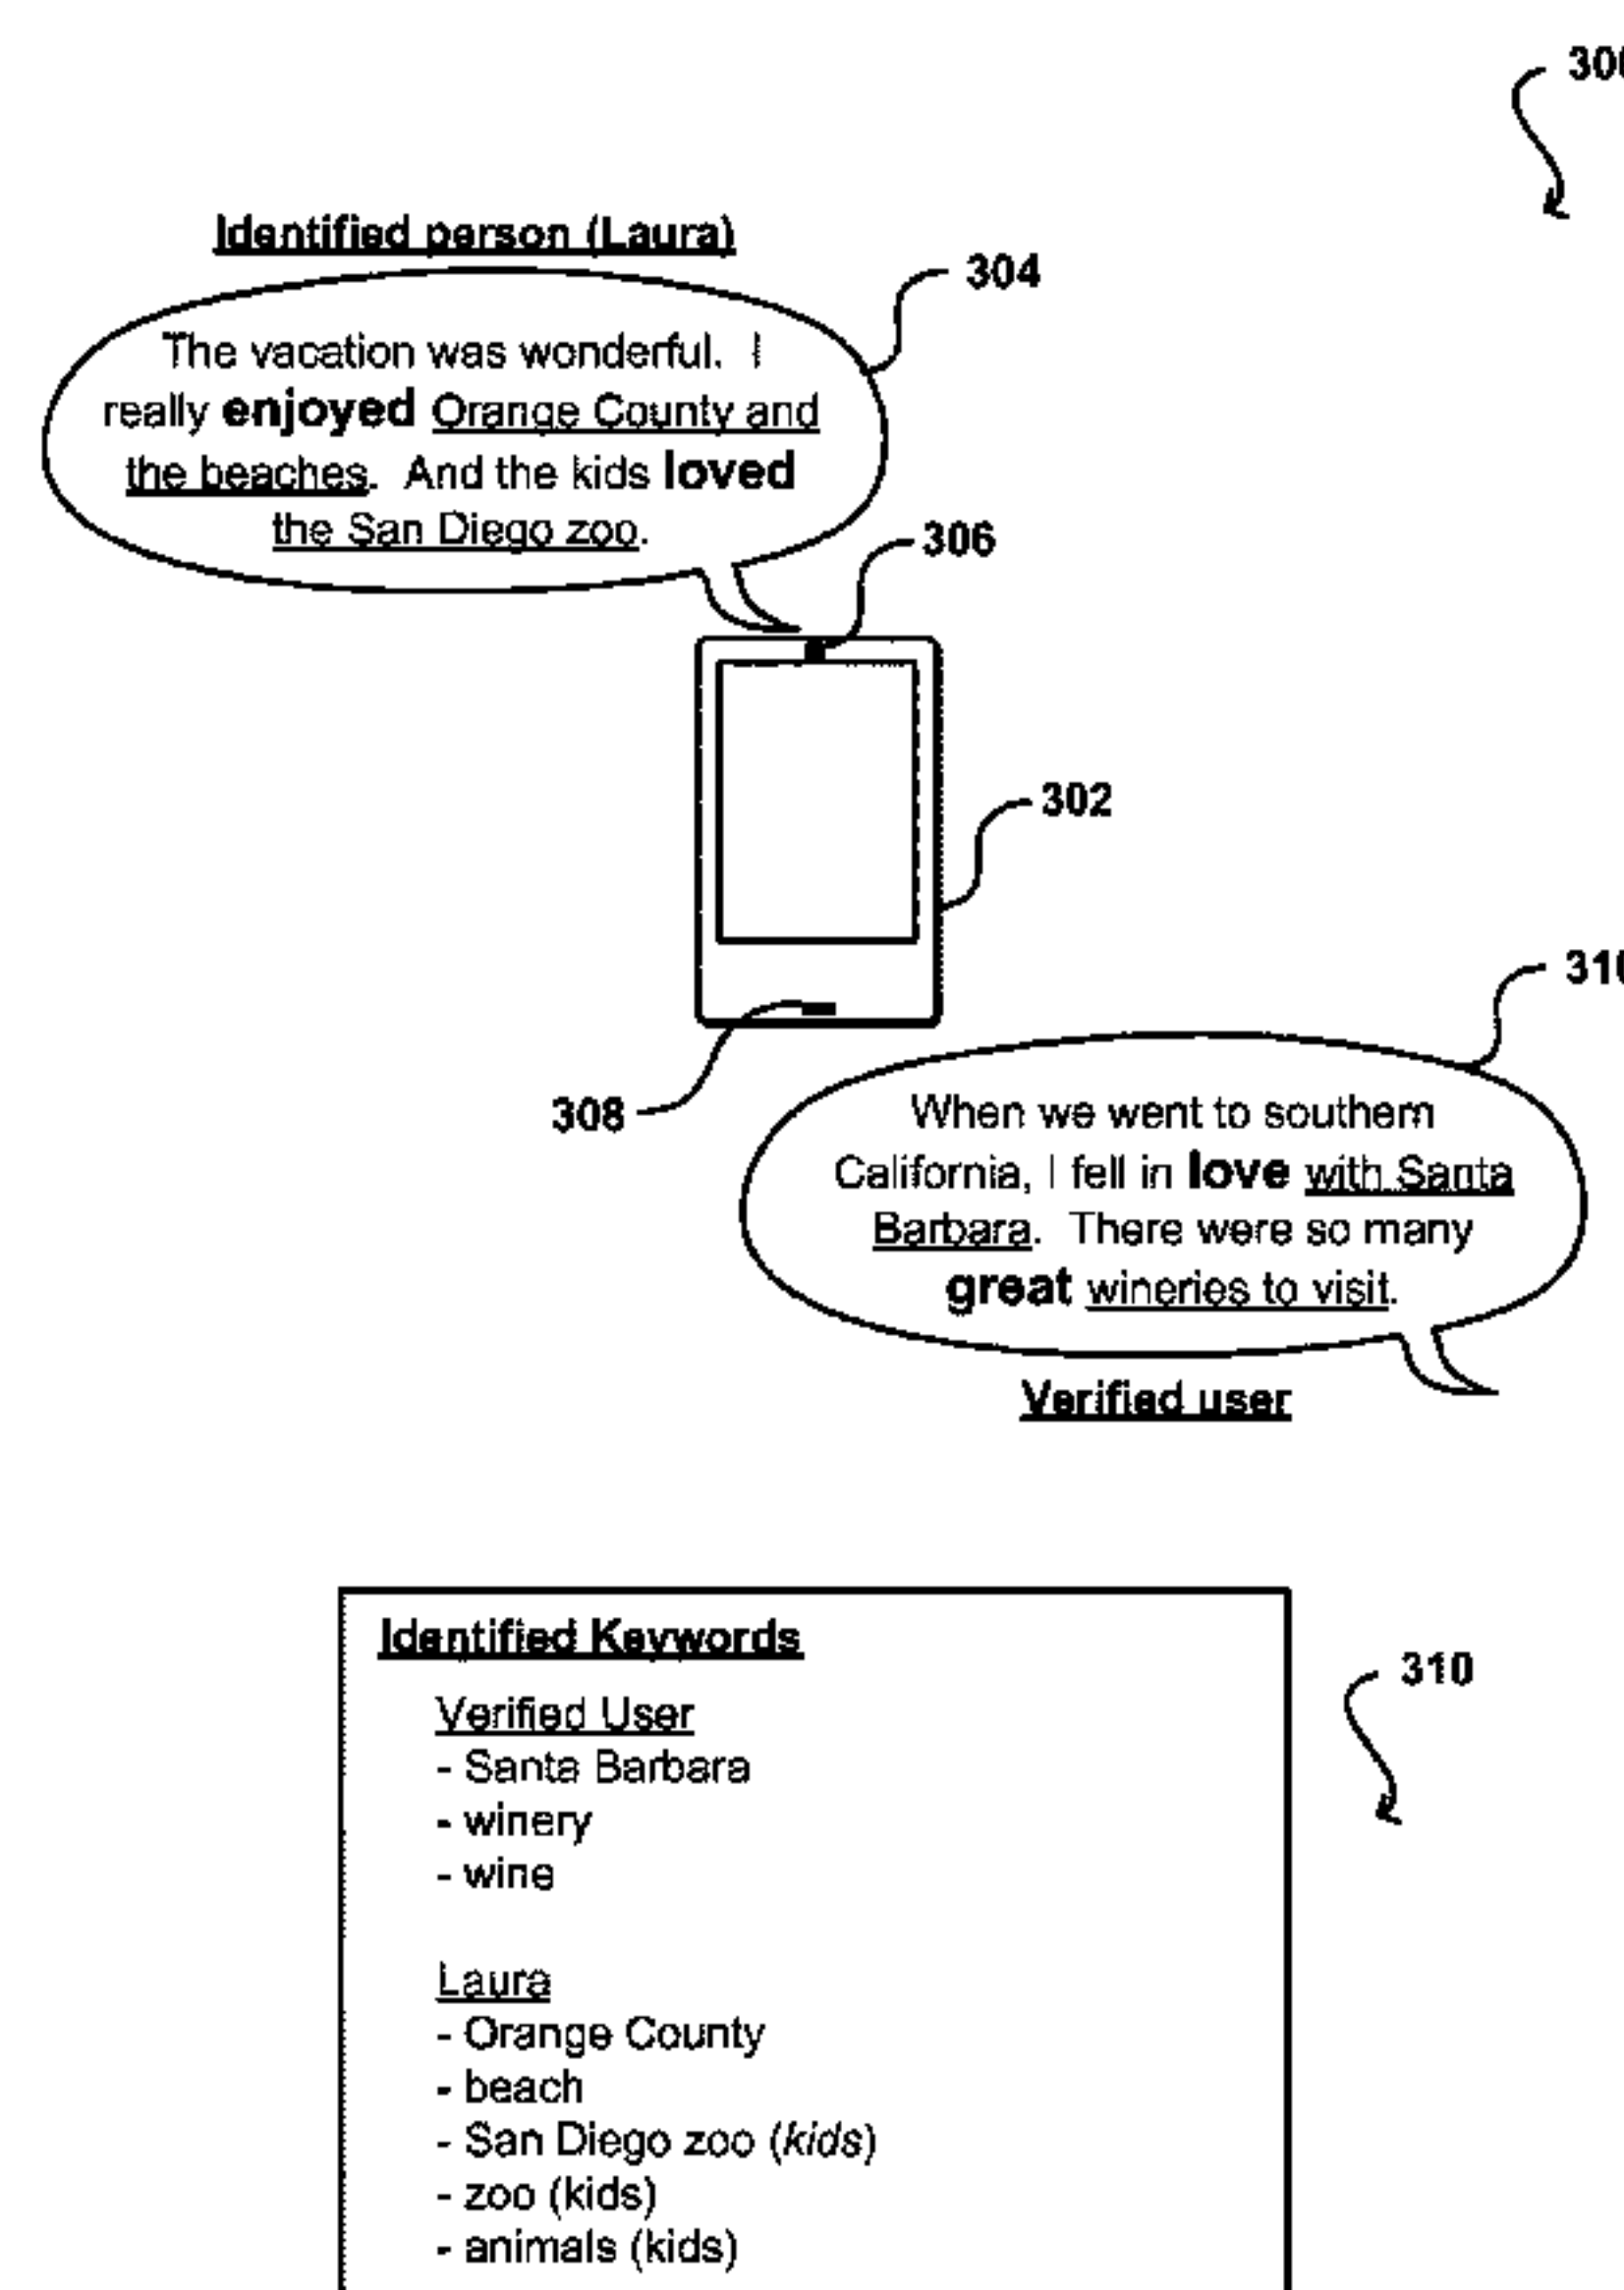 300
Identified person (Laura)
304
The vacation was wonderful. I
really enjoyed Orange County and
the beaches. And the kids loved
the San Diego zoo.
306
302
310
308
When we went to southern
California, I fell in love with Santa
Barbara. There were so many
great wineries to visit.
Verified user
Identified Keywords
310
Verified User
- Santa Barbara
- winery
- wine
Laura
- Orange County
- beach
- San Diego zoo (kids)
- zoo (kids)
- animals (kids)